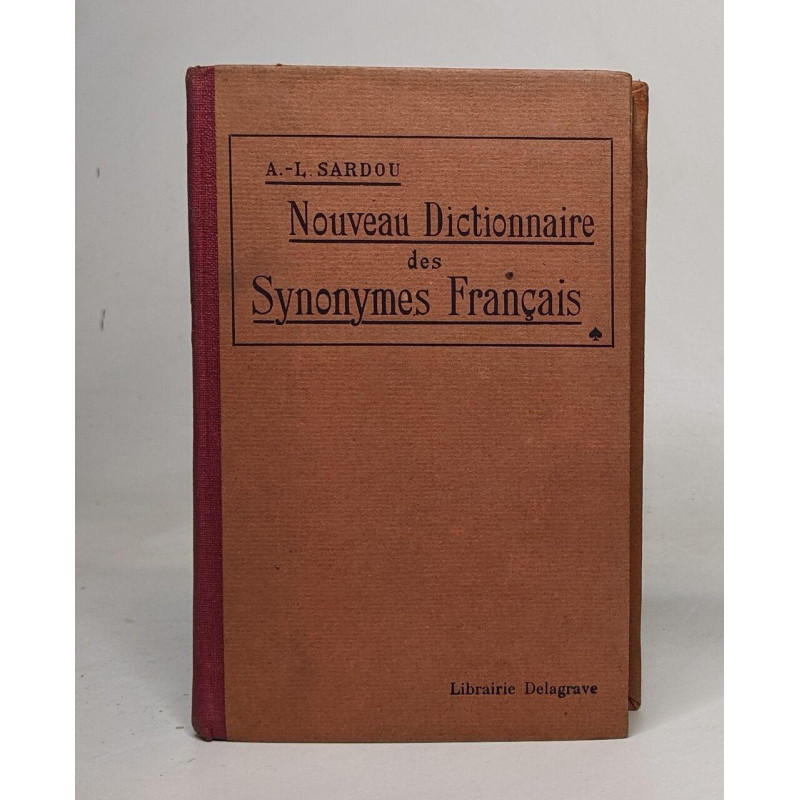 A.-L. SARDOU
Nouveau Dictionnaire
des
Synonymes Français
Librairie Delagrave